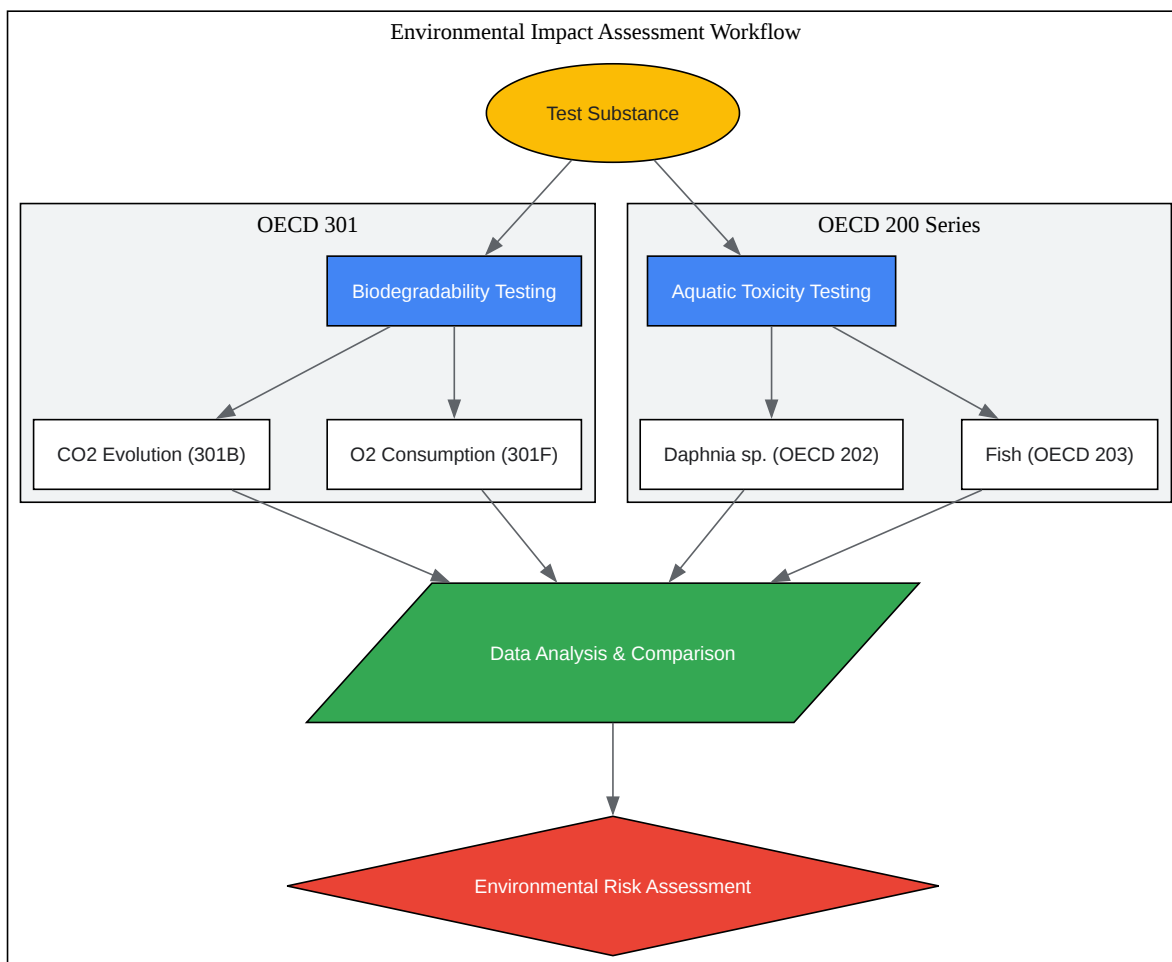 Environmental Impact Assessment Workflow
Test Substance
OECD 301
OECD 200 Series
Biodegradability Testing
Aquatic Toxicity Testing
CO2 Evolution (301B)
O2 Consumption (301F)
Daphnia sp. (OECD 202)
Fish (OECD 203)
Data Analysis & Comparison
Environmental Risk Assessment